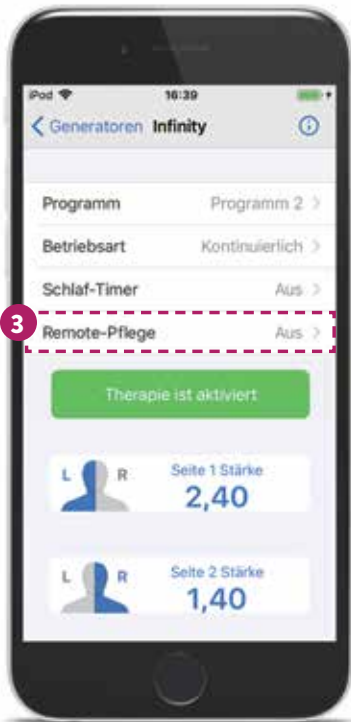 iPod 16:39
Generatoren Infinity
Programm Programm 2
Betriebsart Kontinuierlich
Schlaf-Timer Aus
3
Remote-Pflege Aus
Therapie ist aktiviert
L R Seite 1 Stärke
2,40
L R Seite 2 Stärke
1,40